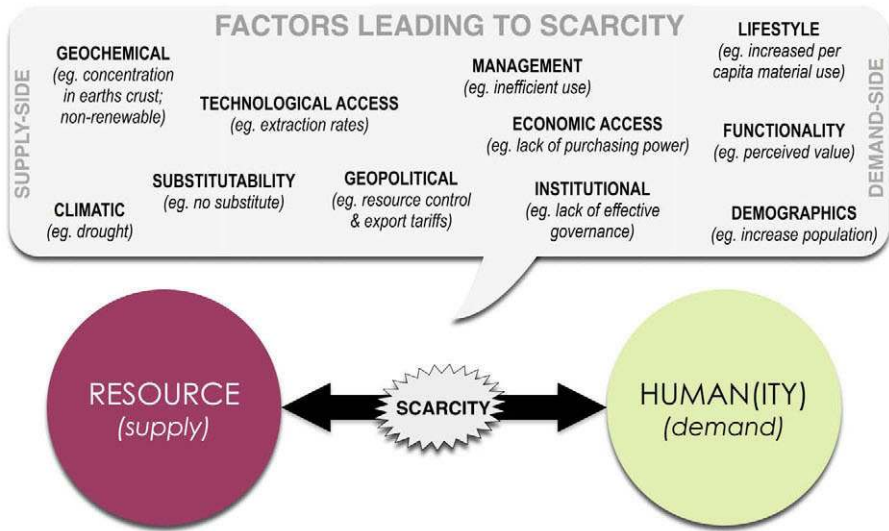 FACTORS LEADING TO SCARCITY
SUPPLY-SIDE
GEOCHEMICAL
(eg. concentration
in earths crust;
non-renewable)
TECHNOLOGICAL ACCESS
(eg. extraction rates)
SUBSTITUTABILITY
(eg. no substitute)
CLIMATIC
(eg. drought)
GEOPOLITICAL
(eg. resource control
& export tariffs)
MANAGEMENT
(eg. inefficient use)
ECONOMIC ACCESS
(eg. lack of purchasing power)
INSTITUTIONAL
(eg. lack of effective
governance)
LIFESTYLE
(eg. increased per
capita material use)
FUNCTIONALITY
(eg. perceived value)
DEMOGRAPHICS
(eg. increase population)
DEMAND-SIDE
RESOURCE
(supply)
SCARCITY
HUMAN(ITY)
(demand)